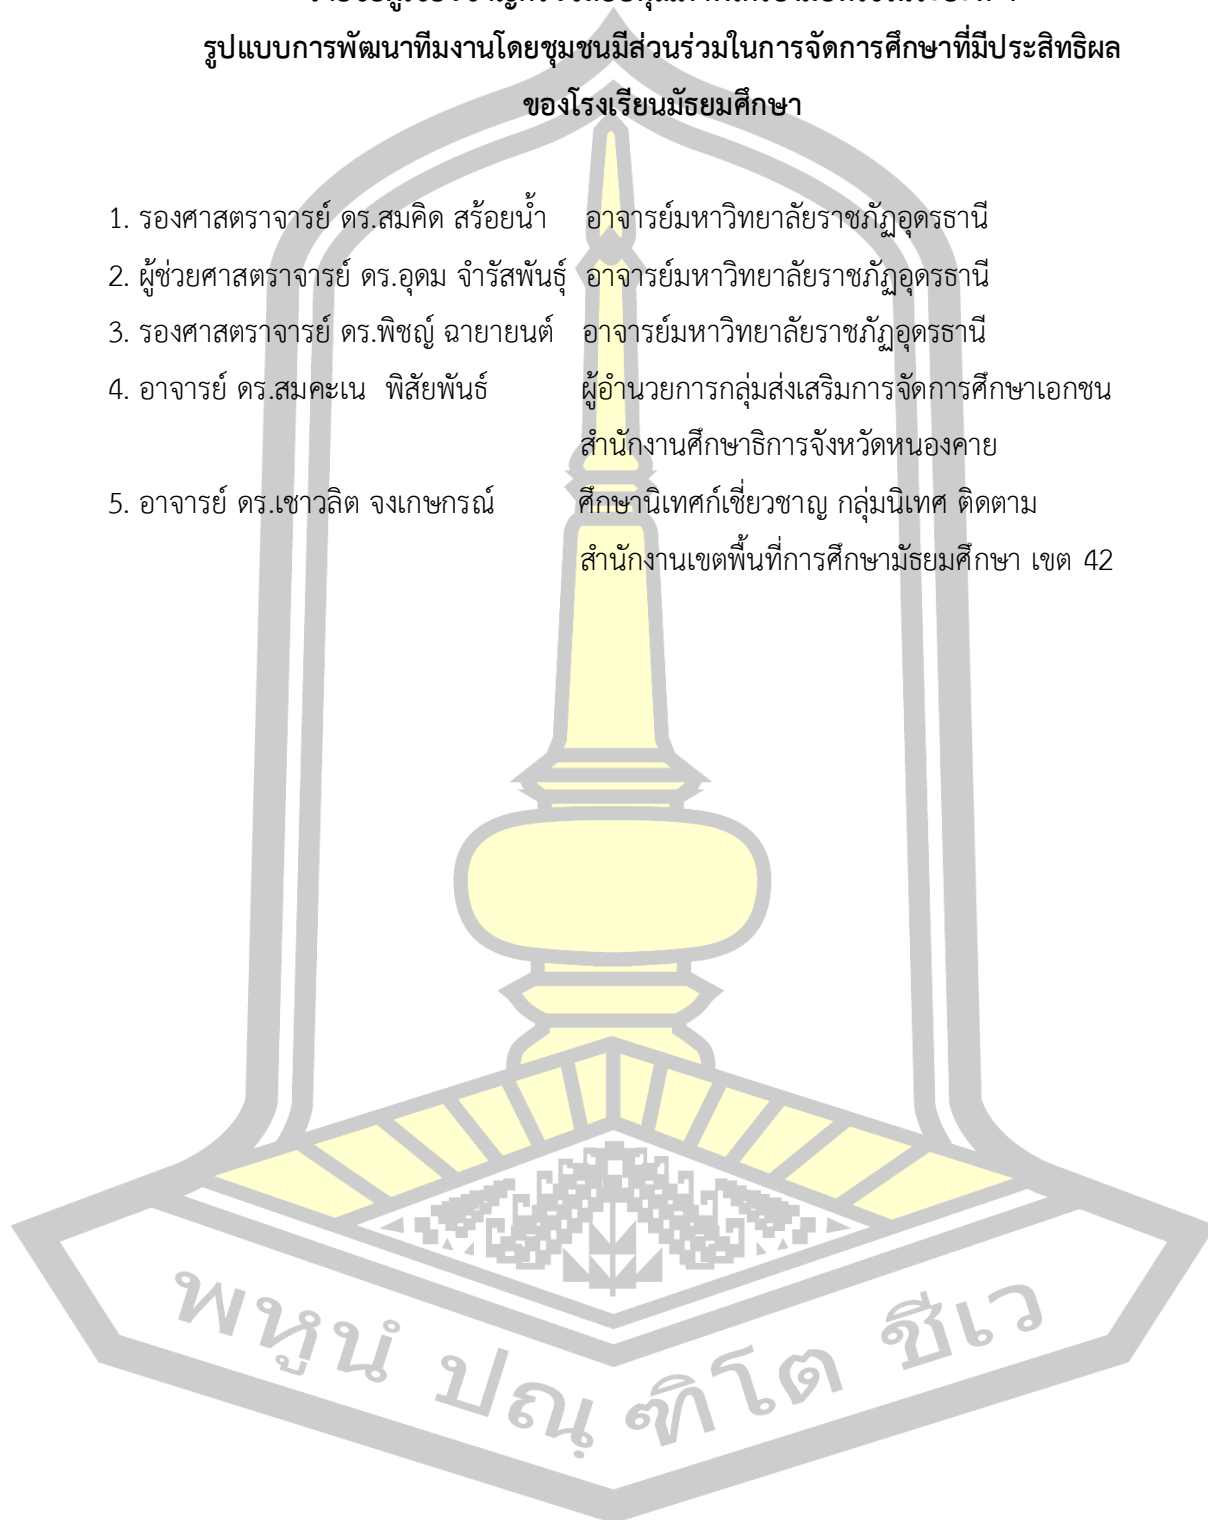 รูปแบบการพัฒนาทีมงานโดยชุมชนมีส่วนร่วมในการจัดการศึกษาที่มีประสิทธิผล
ของโรงเรียนมัธยมศึกษา
1. รองศาสตราจารย์ ดร.สมคิด สร้อยน้ำ อาจารย์มหาวิทยาลัยราชภัฏอุดรธานี
2. ผู้ช่วยศาสตราจารย์ ดร.อุดม จำรัสพันธุ์ อาจารย์มหาวิทยาลัยราชภัฏอุดรธานี
3. รองศาสตราจารย์ ดร.พิชญ์ ฉายายนต์ อาจารย์มหาวิทยาลัยราชภัฏอุดรธานี
4. อาจารย์ ดร.สมคะเน พิสัยพันธ์ ผู้อำนวยการกลุ่มส่งเสริมการจัดการศึกษาเอกชน
สำนักงานศึกษาธิการจังหวัดหนองคาย
5. อาจารย์ ดร.เชาวลิต จงเกษกรณ์ ศึกษานิเทศก์เชี่ยวชาญ กลุ่มนิเทศ ติดตาม
สำนักงานเขตพื้นที่การศึกษามัธยมศึกษา เขต 42
พหูนํ ปณฺฑิโต ชีเว